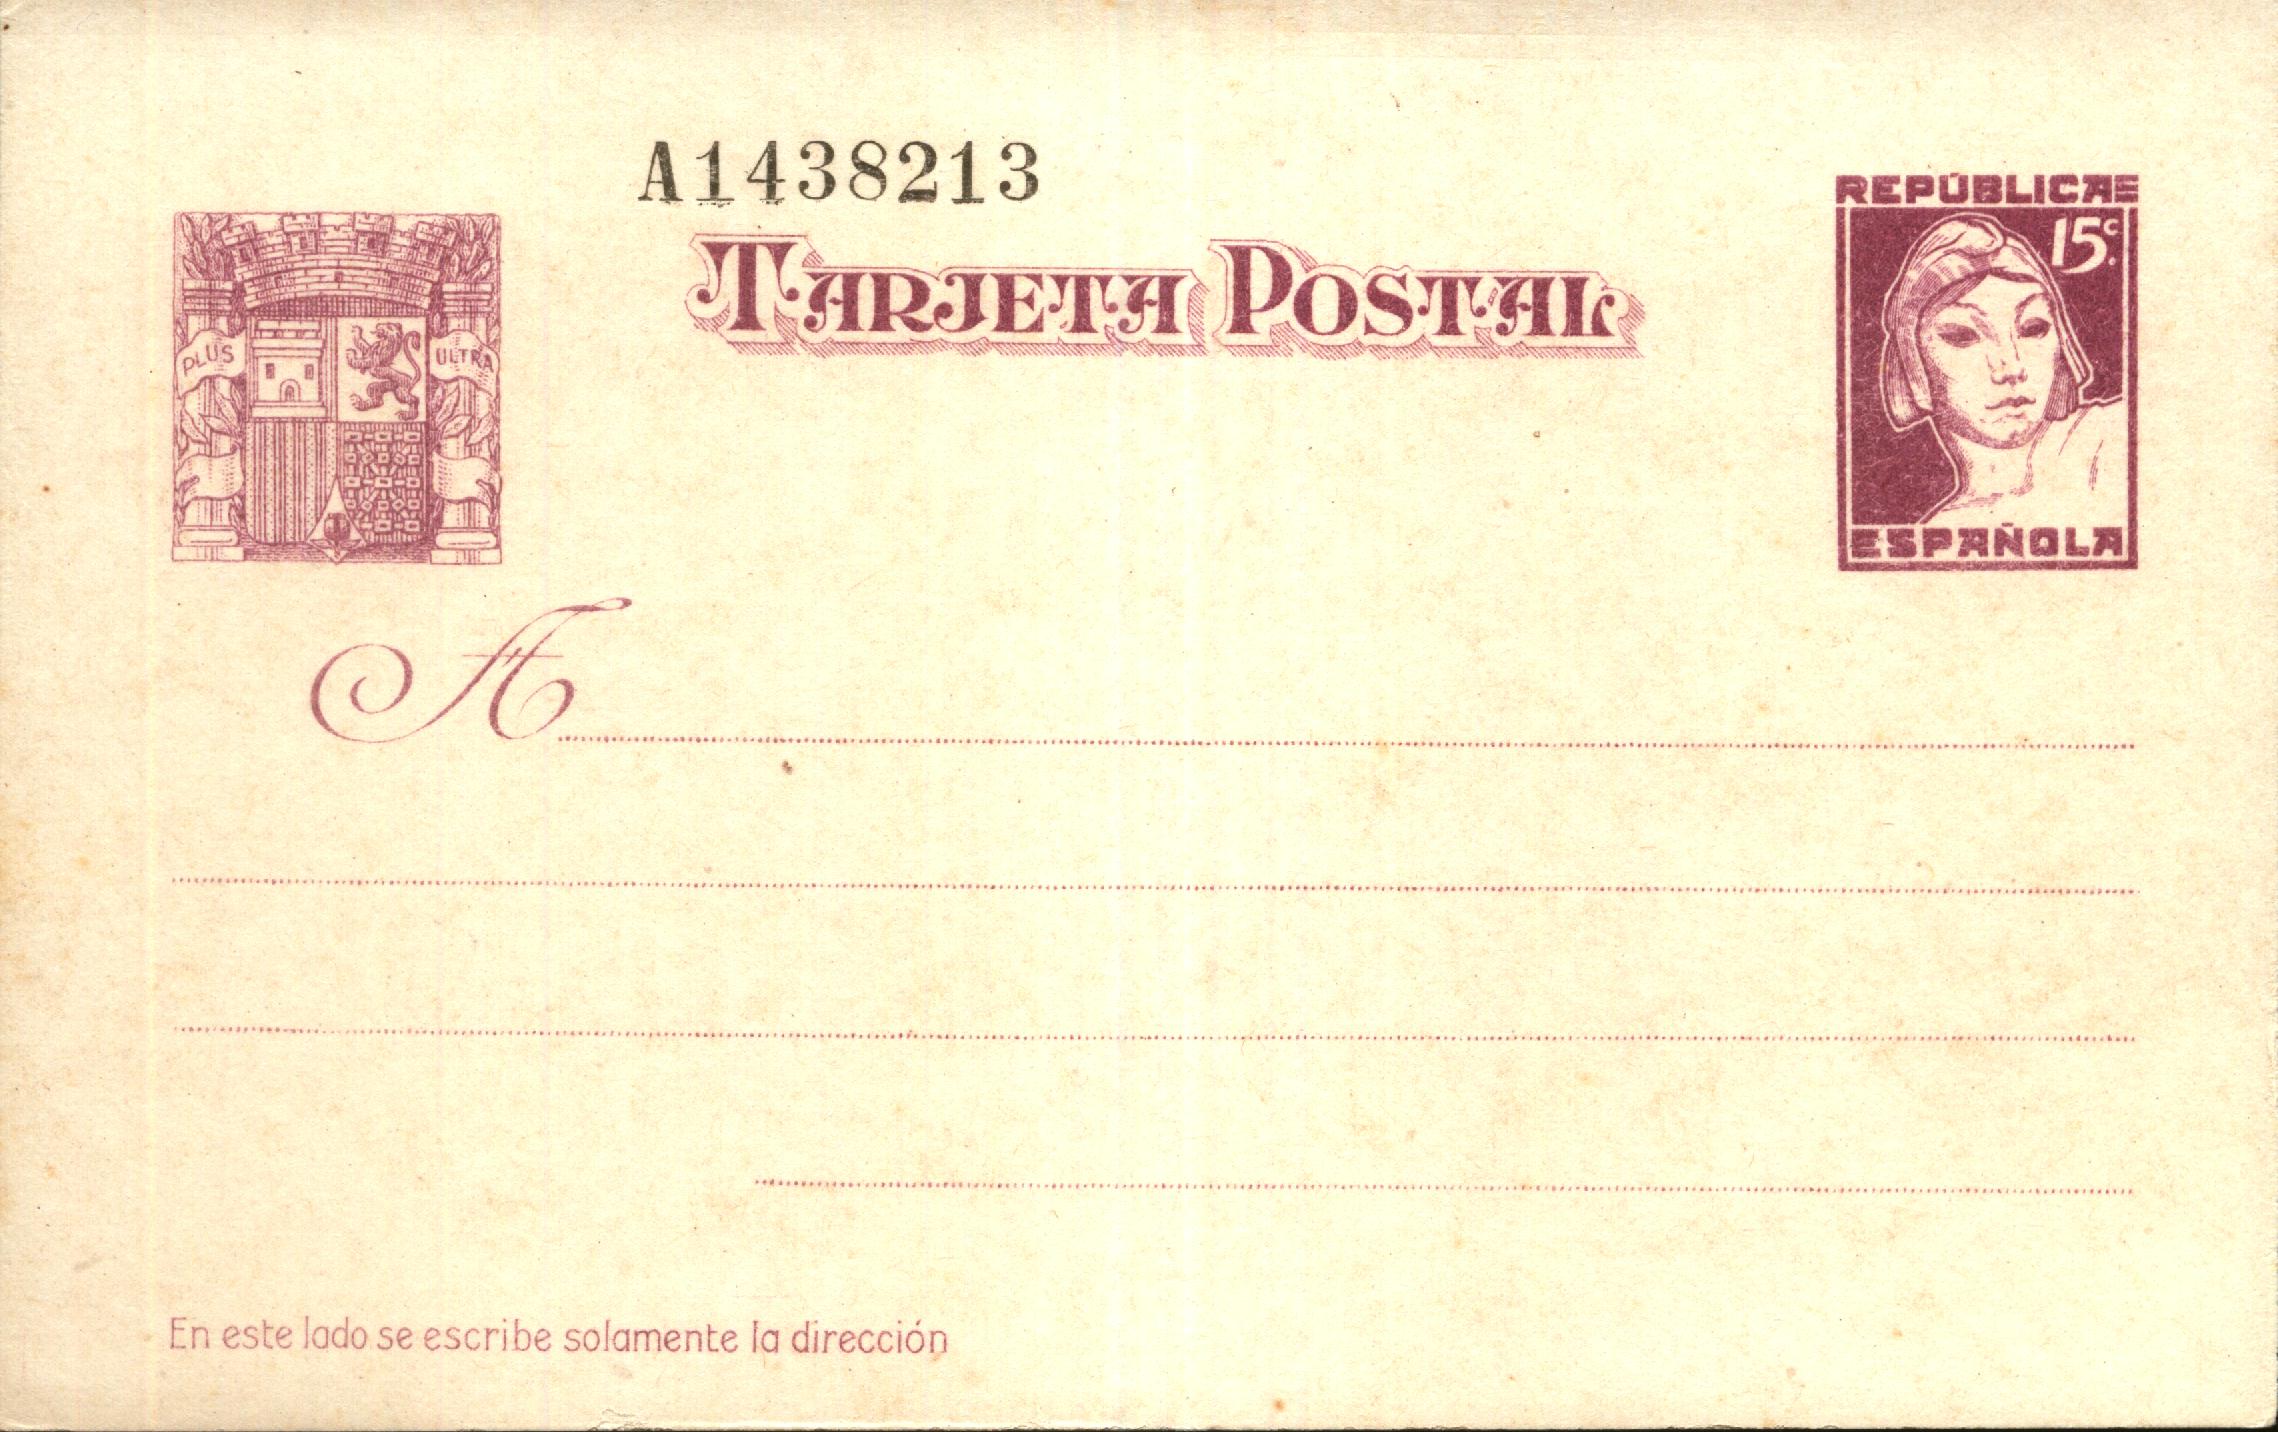 A1438213
TARJETA POSTAL
REPÚBLICA
15c.
PLUS ULTRA
ESPAÑOLA
A
En este lado se escribe solamente la dirección